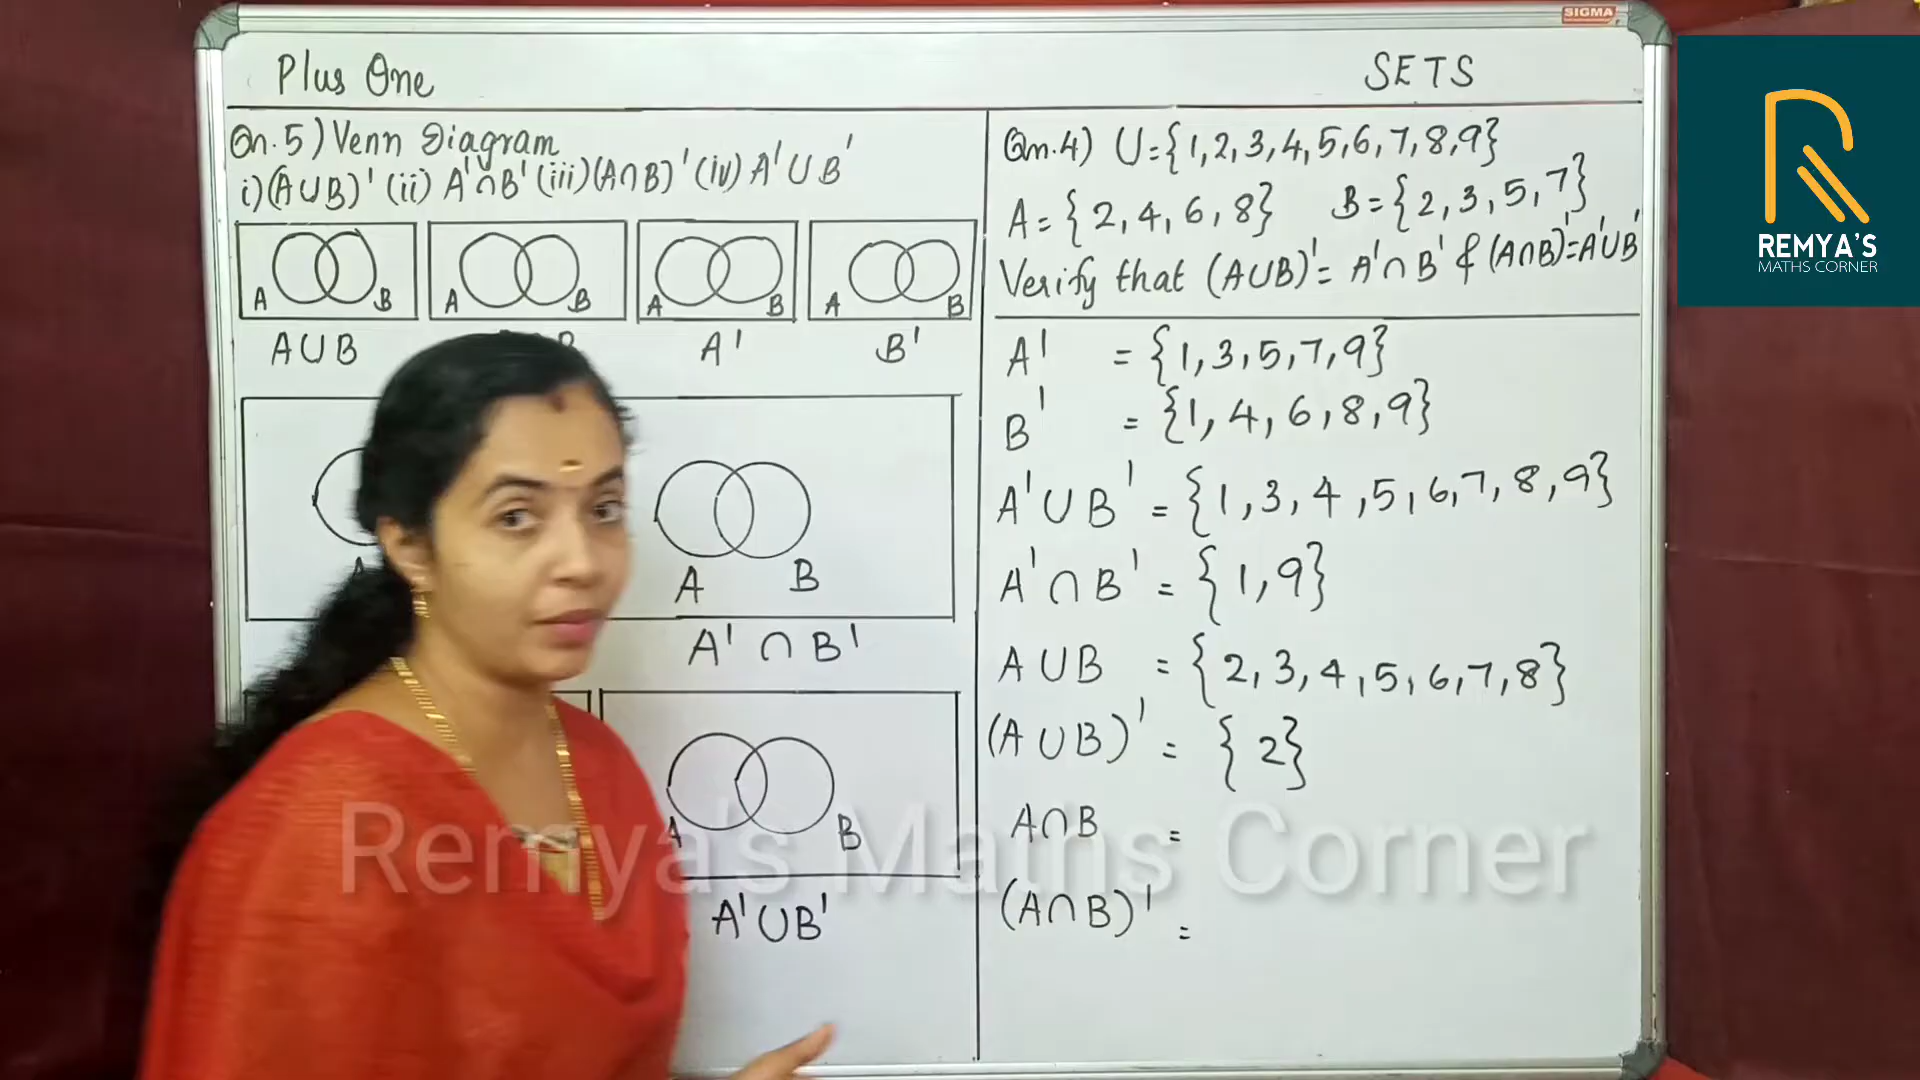 SIGMA
Plus One
SETS
Qn.5) Venn Diagram
i) (A∪B)' (ii) A'∩B' (iii) (A∩B)' (iv) A'∪B'
A B
A B
A B
A B
A∪B
B
A'
B'
A
A B
A' ∩ B'
A B
A'∪B'
Qn.4) U={1,2,3,4,5,6,7,8,9}
A={2,4,6,8} B={2,3,5,7}
Verify that (A∪B)'= A'∩B' & (A∩B)'=A'∪B'
A' = {1,3,5,7,9}
B' = {1,4,6,8,9}
A'∪B' = {1,3,4,5,6,7,8,9}
A'∩B' = {1,9}
A∪B = {2,3,4,5,6,7,8}
(A∪B)' = {2}
A∩B =
(A∩B)' =
REMYA'S
MATHS CORNER
Remya's Maths Corner